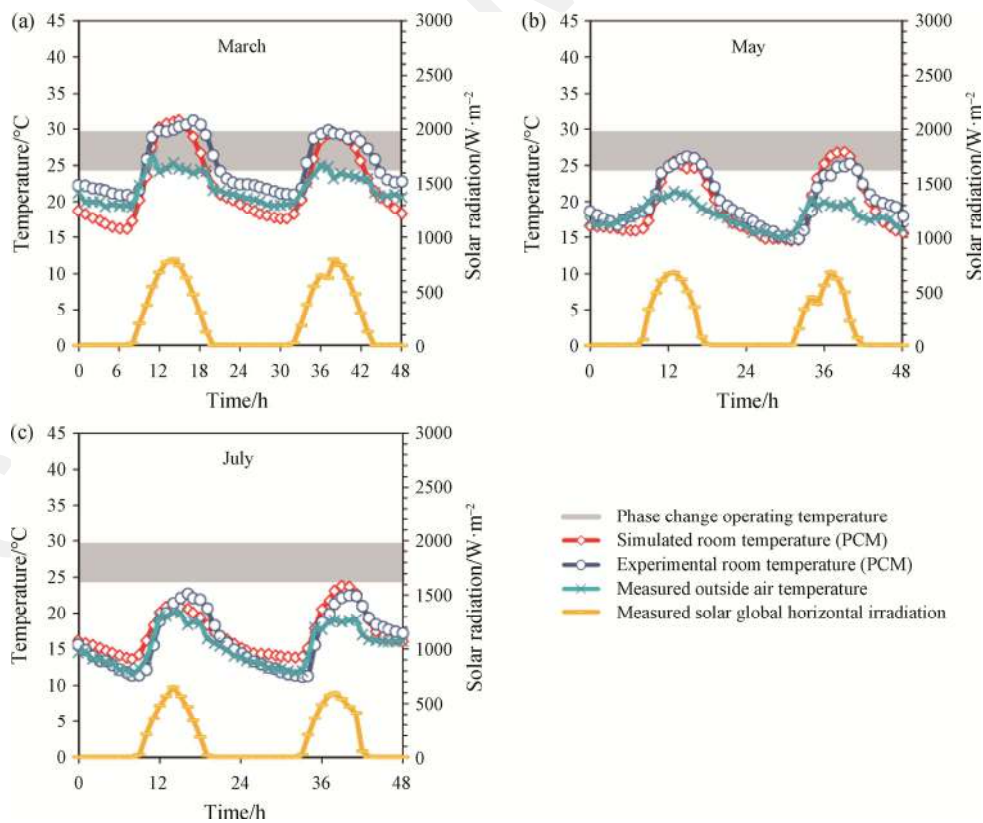 (a)
March
45
40
35
30
25
20
15
10
5
0
Temperature/°C
3000
2500
2000
1500
1000
500
0
Solar radiation/W·m⁻²
0 6 12 18 24 30 36 42 48
Time/h
(b)
May
45
40
35
30
25
20
15
10
5
0
Temperature/°C
3000
2500
2000
1500
1000
500
0
Solar radiation/W·m⁻²
0 12 24 36 48
Time/h
(c)
July
45
40
35
30
25
20
15
10
5
0
Temperature/°C
3000
2500
2000
1500
1000
500
0
Solar radiation/W·m⁻²
0 12 24 36 48
Time/h
Phase change operating temperature
Simulated room temperature (PCM)
Experimental room temperature (PCM)
Measured outside air temperature
Measured solar global horizontal irradiation